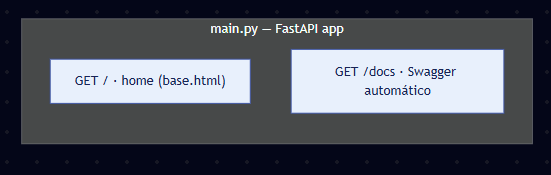 main.py — FastAPI app
GET / · home (base.html)
GET /docs · Swagger
automático